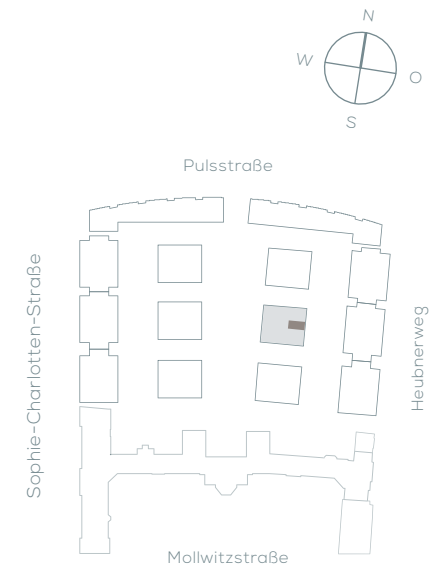 N
W
O
S
Pulsstraße
Sophie-Charlotten-Straße
Heubnerweg
Mollwitzstraße